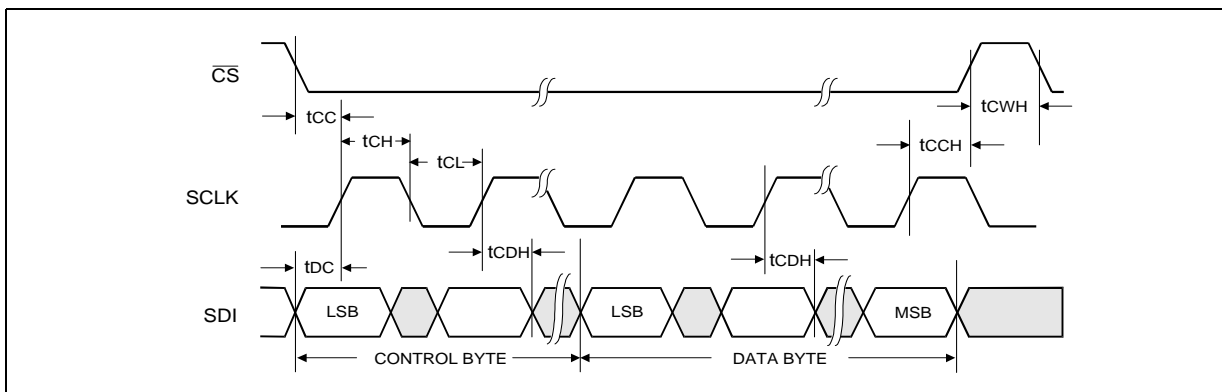 CS
tCC
tCWH
tCH
tCL
tCCH
SCLK
tCDH
tCDH
tDC
SDI
LSB
LSB
MSB
CONTROL BYTE
DATA BYTE